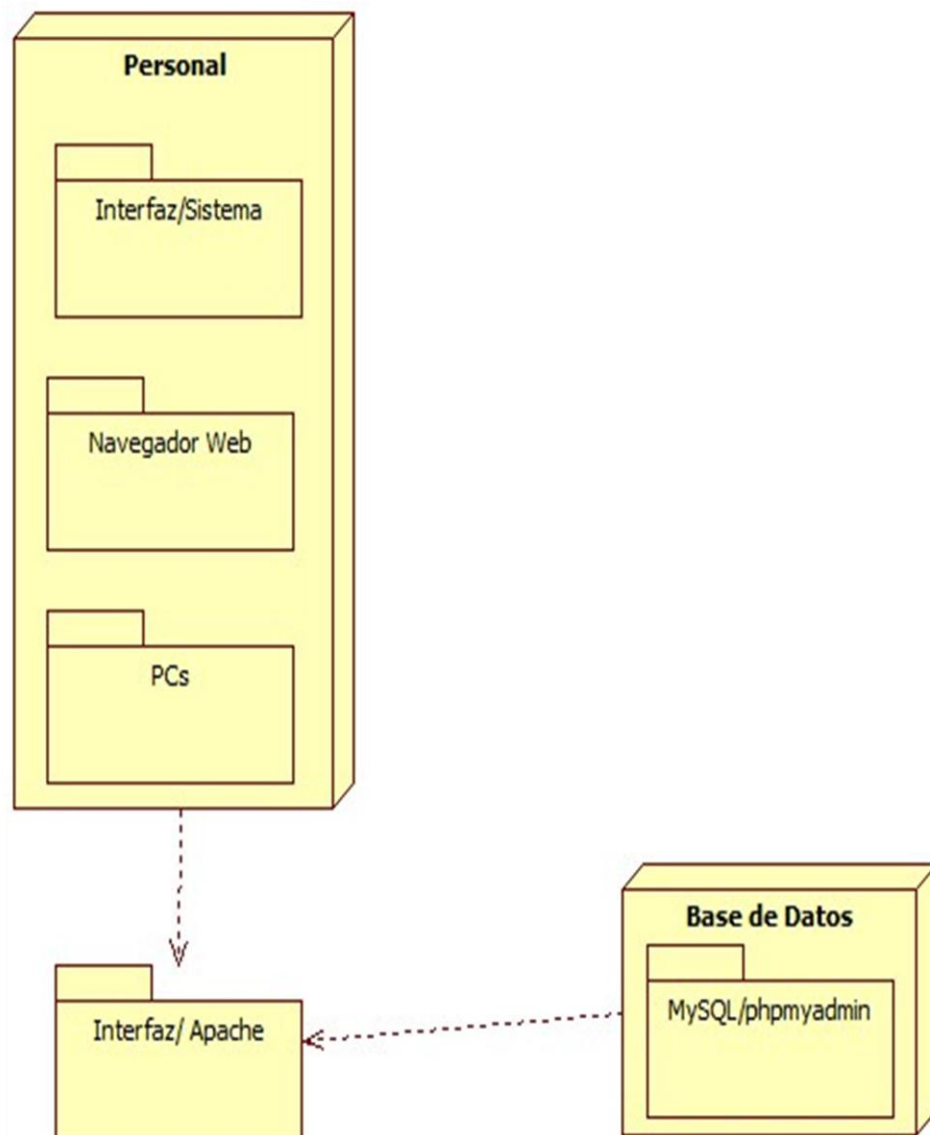 Personal
Interfaz/Sistema
Navegador Web
PCs
Interfaz/ Apache
Base de Datos
MySQL/phpmyadmin